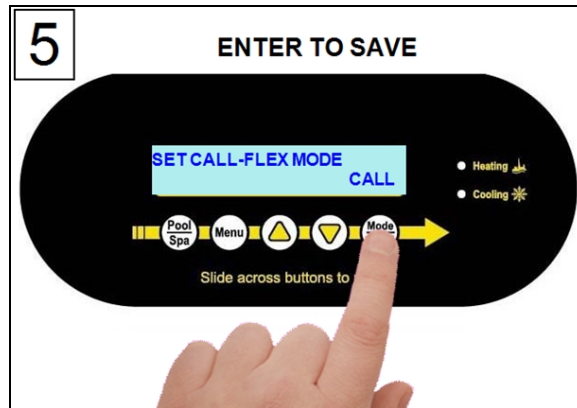 5
ENTER TO SAVE
SET CALL-FLEX MODE
CALL
Heating
Cooling
Pool
Spa
Menu
Mode
Slide across buttons to